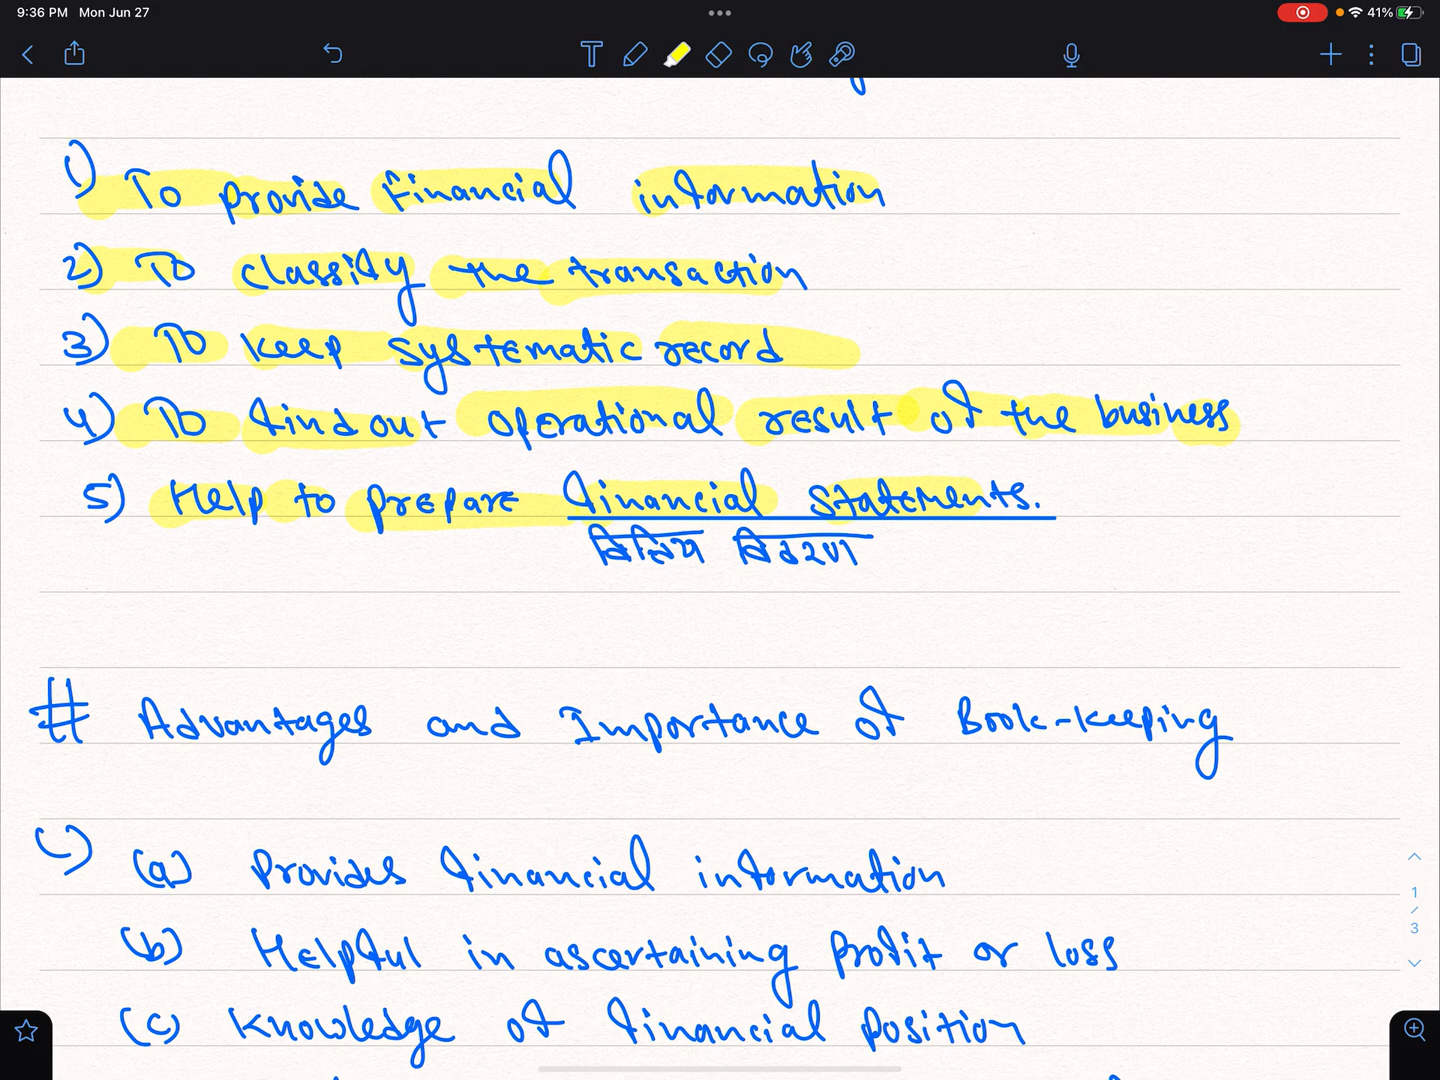 9:36 PM Mon Jun 27
41%
1) To provide financial information
2) To classify the transaction
3) To keep systematic record
4) To find out operational result of the business
5) Help to prepare financial statements.
वित्तिय विवरण
# Advantages and Importance of Book-keeping
(a) Provides financial information
1
/
3
(b) Helpful in ascertaining profit or loss
(c) Knowledge of financial position